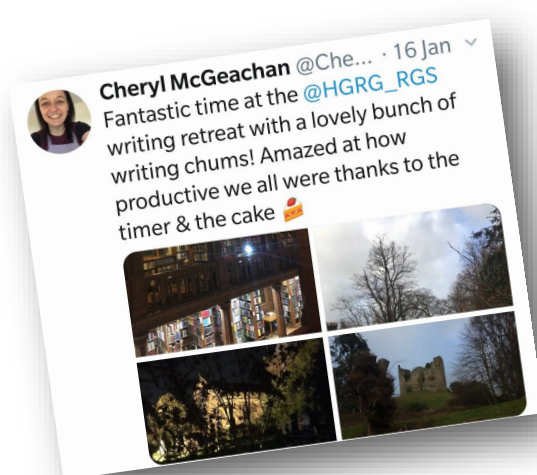 Cheryl McGeachan @Che... · 16 Jan
Fantastic time at the @HGRG_RGS
writing retreat with a lovely bunch of
writing chums! Amazed at how
productive we all were thanks to the
timer & the cake 🍰